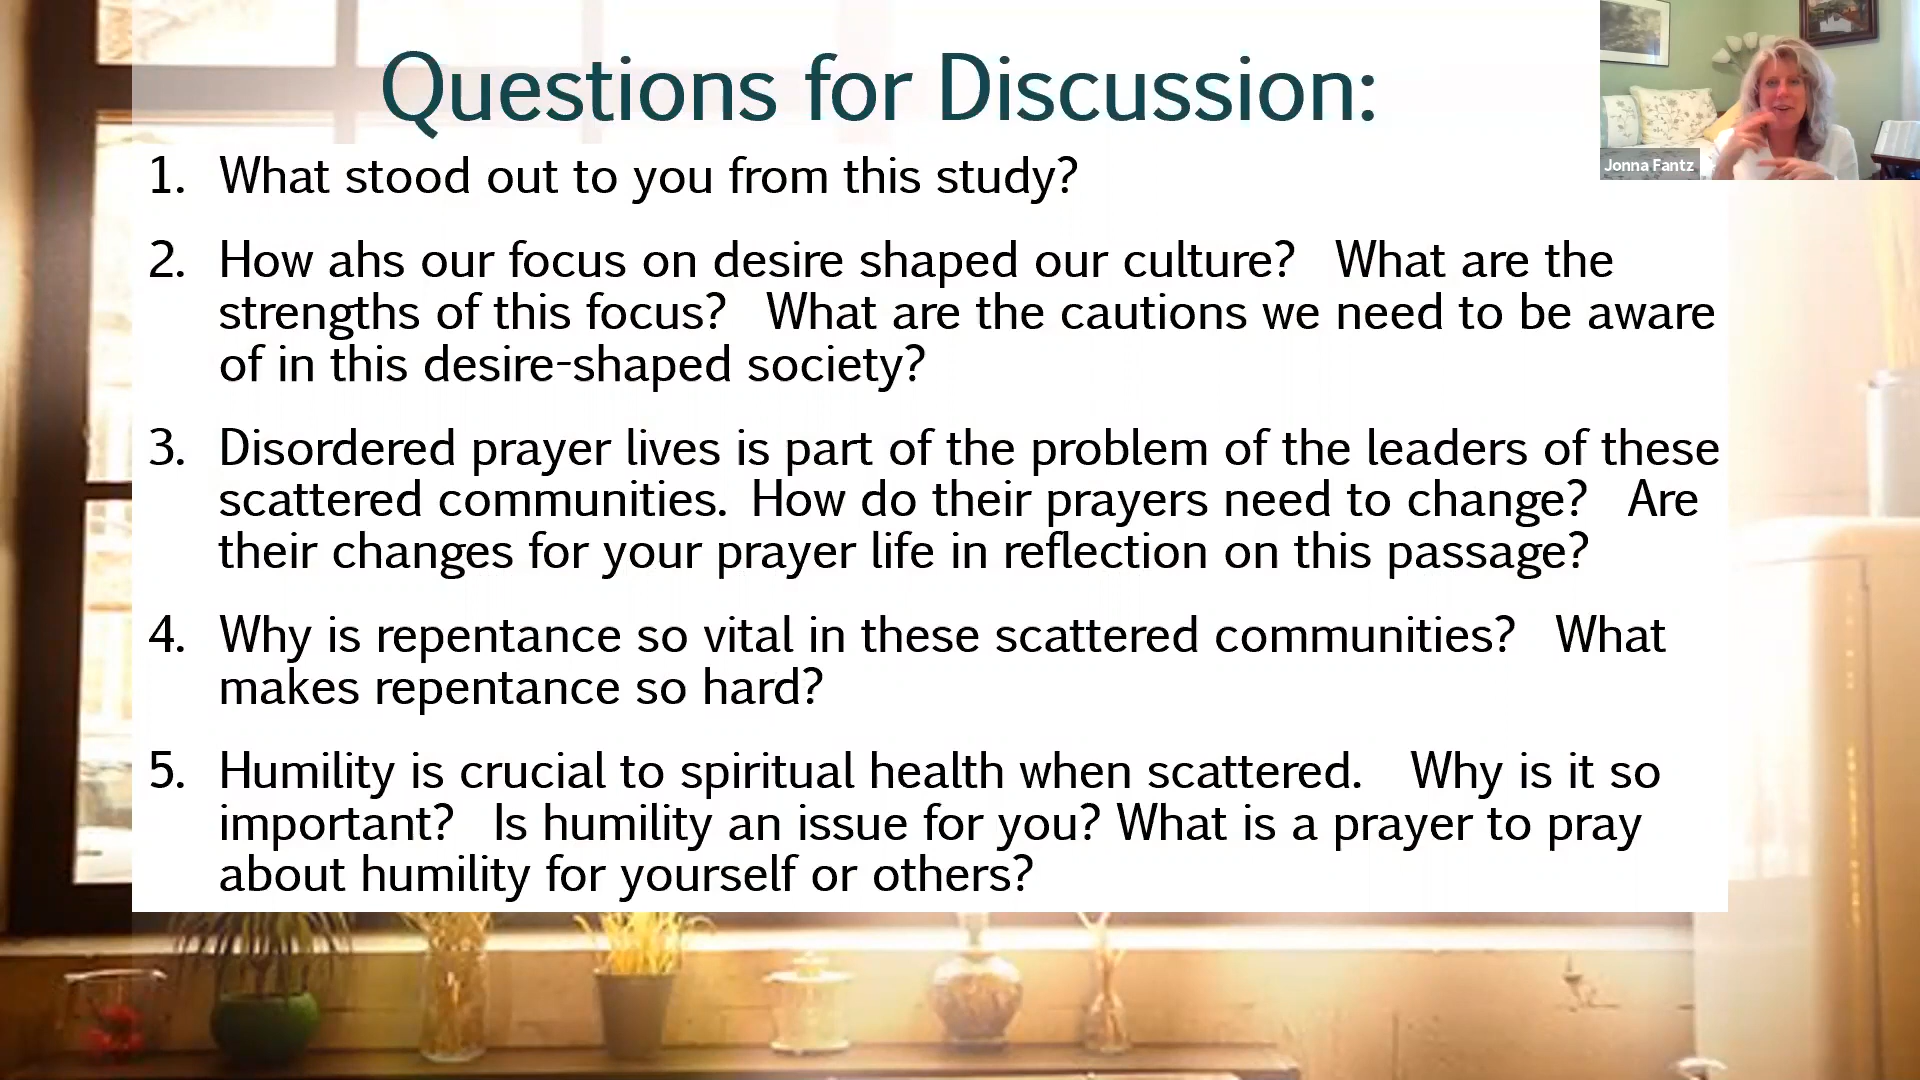 Questions for Discussion:
Jonna Fantz
1. What stood out to you from this study?
2. How ahs our focus on desire shaped our culture? What are the
strengths of this focus? What are the cautions we need to be aware
of in this desire-shaped society?
3. Disordered prayer lives is part of the problem of the leaders of these
scattered communities. How do their prayers need to change? Are
their changes for your prayer life in reflection on this passage?
4. Why is repentance so vital in these scattered communities? What
makes repentance so hard?
5. Humility is crucial to spiritual health when scattered. Why is it so
important? Is humility an issue for you? What is a prayer to pray
about humility for yourself or others?